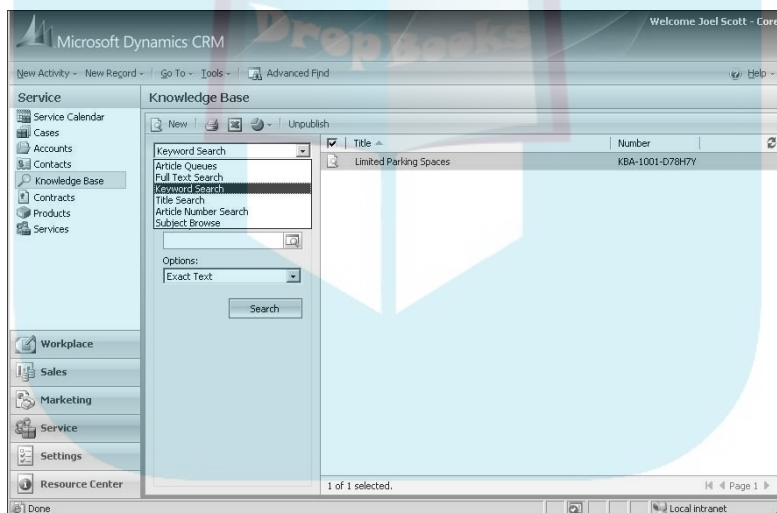 Drop Books
Welcome Joel Scott - Core
Microsoft Dynamics CRM
New Activity - New Record - Go To - Tools - Advanced Find
Help -
Service
Service Calendar
Cases
Accounts
Contacts
Knowledge Base
Contracts
Products
Services
Workplace
Sales
Marketing
Service
Settings
Resource Center
Knowledge Base
New Unpublish
Keyword Search
Article Queues
Full Text Search
Keyword Search
Title Search
Article Number Search
Subject Browse
Options:
Exact Text
Search
Title Number
Limited Parking Spaces KBA-1001-D78H7Y
1 of 1 selected.
Page 1
Done
Local intranet